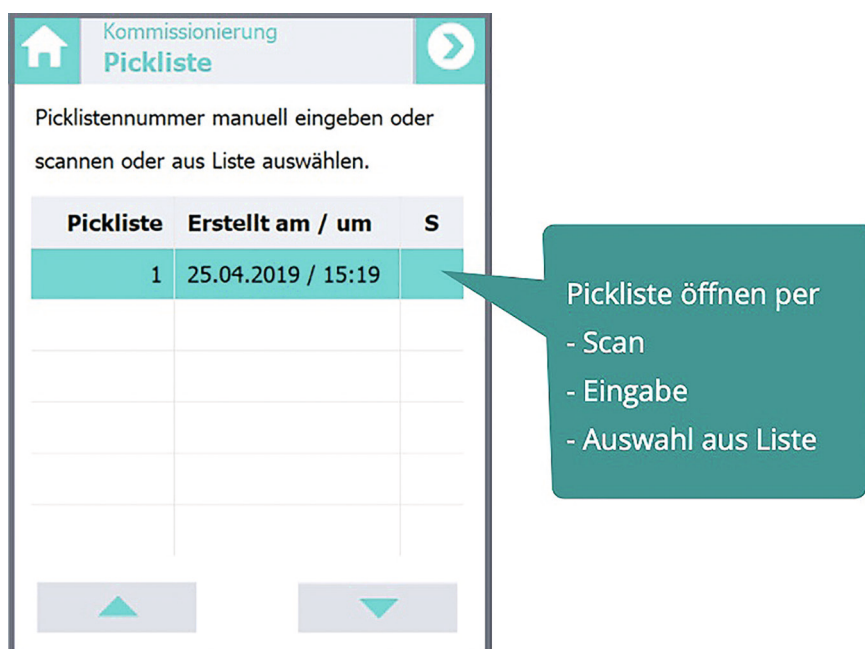 Kommissionierung
Pickliste
Picklistennummer manuell eingeben oder
scannen oder aus Liste auswählen.
Pickliste Erstellt am / um S
1 25.04.2019 / 15:19
Pickliste öffnen per
- Scan
- Eingabe
- Auswahl aus Liste